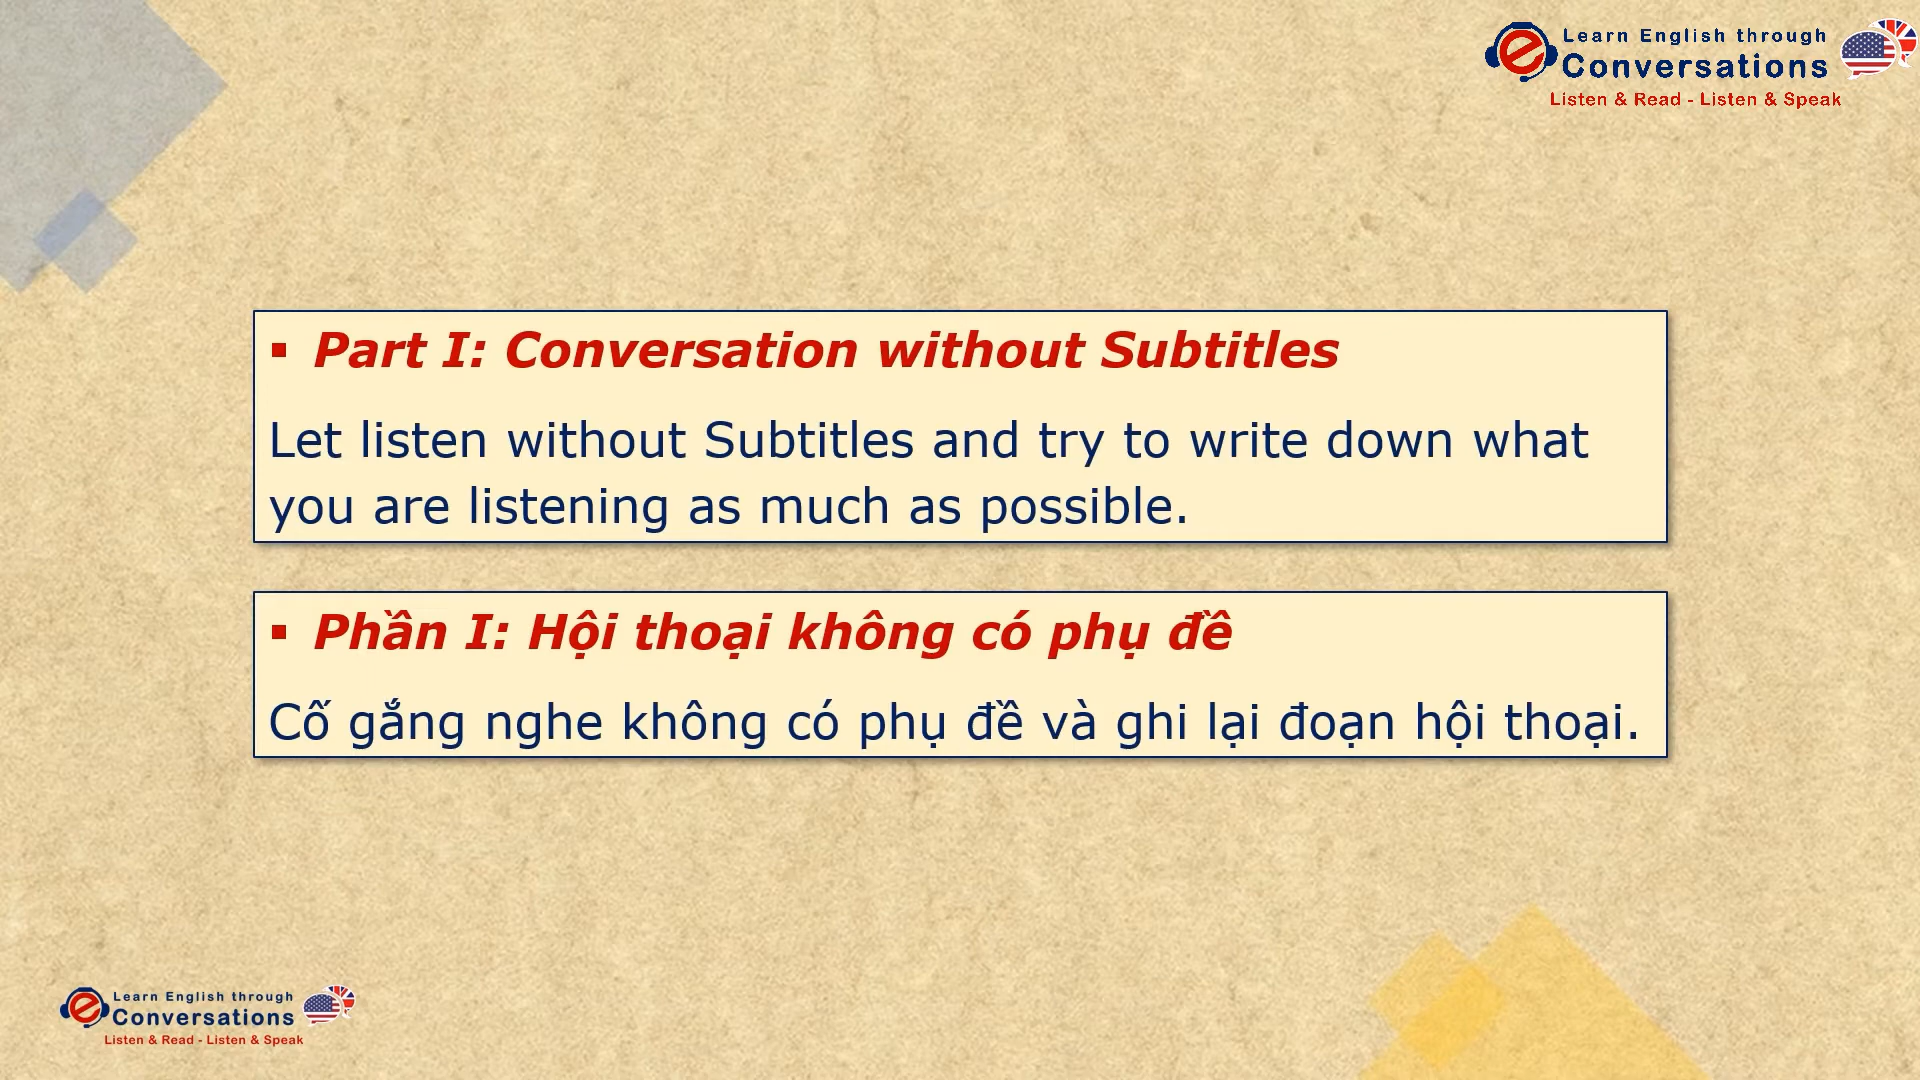 Learn English through
Conversations
Listen & Read - Listen & Speak
▪ Part I: Conversation without Subtitles
Let listen without Subtitles and try to write down what
you are listening as much as possible.
▪ Phần I: Hội thoại không có phụ đề
Cố gắng nghe không có phụ đề và ghi lại đoạn hội thoại.
Learn English through
Conversations
Listen & Read - Listen & Speak